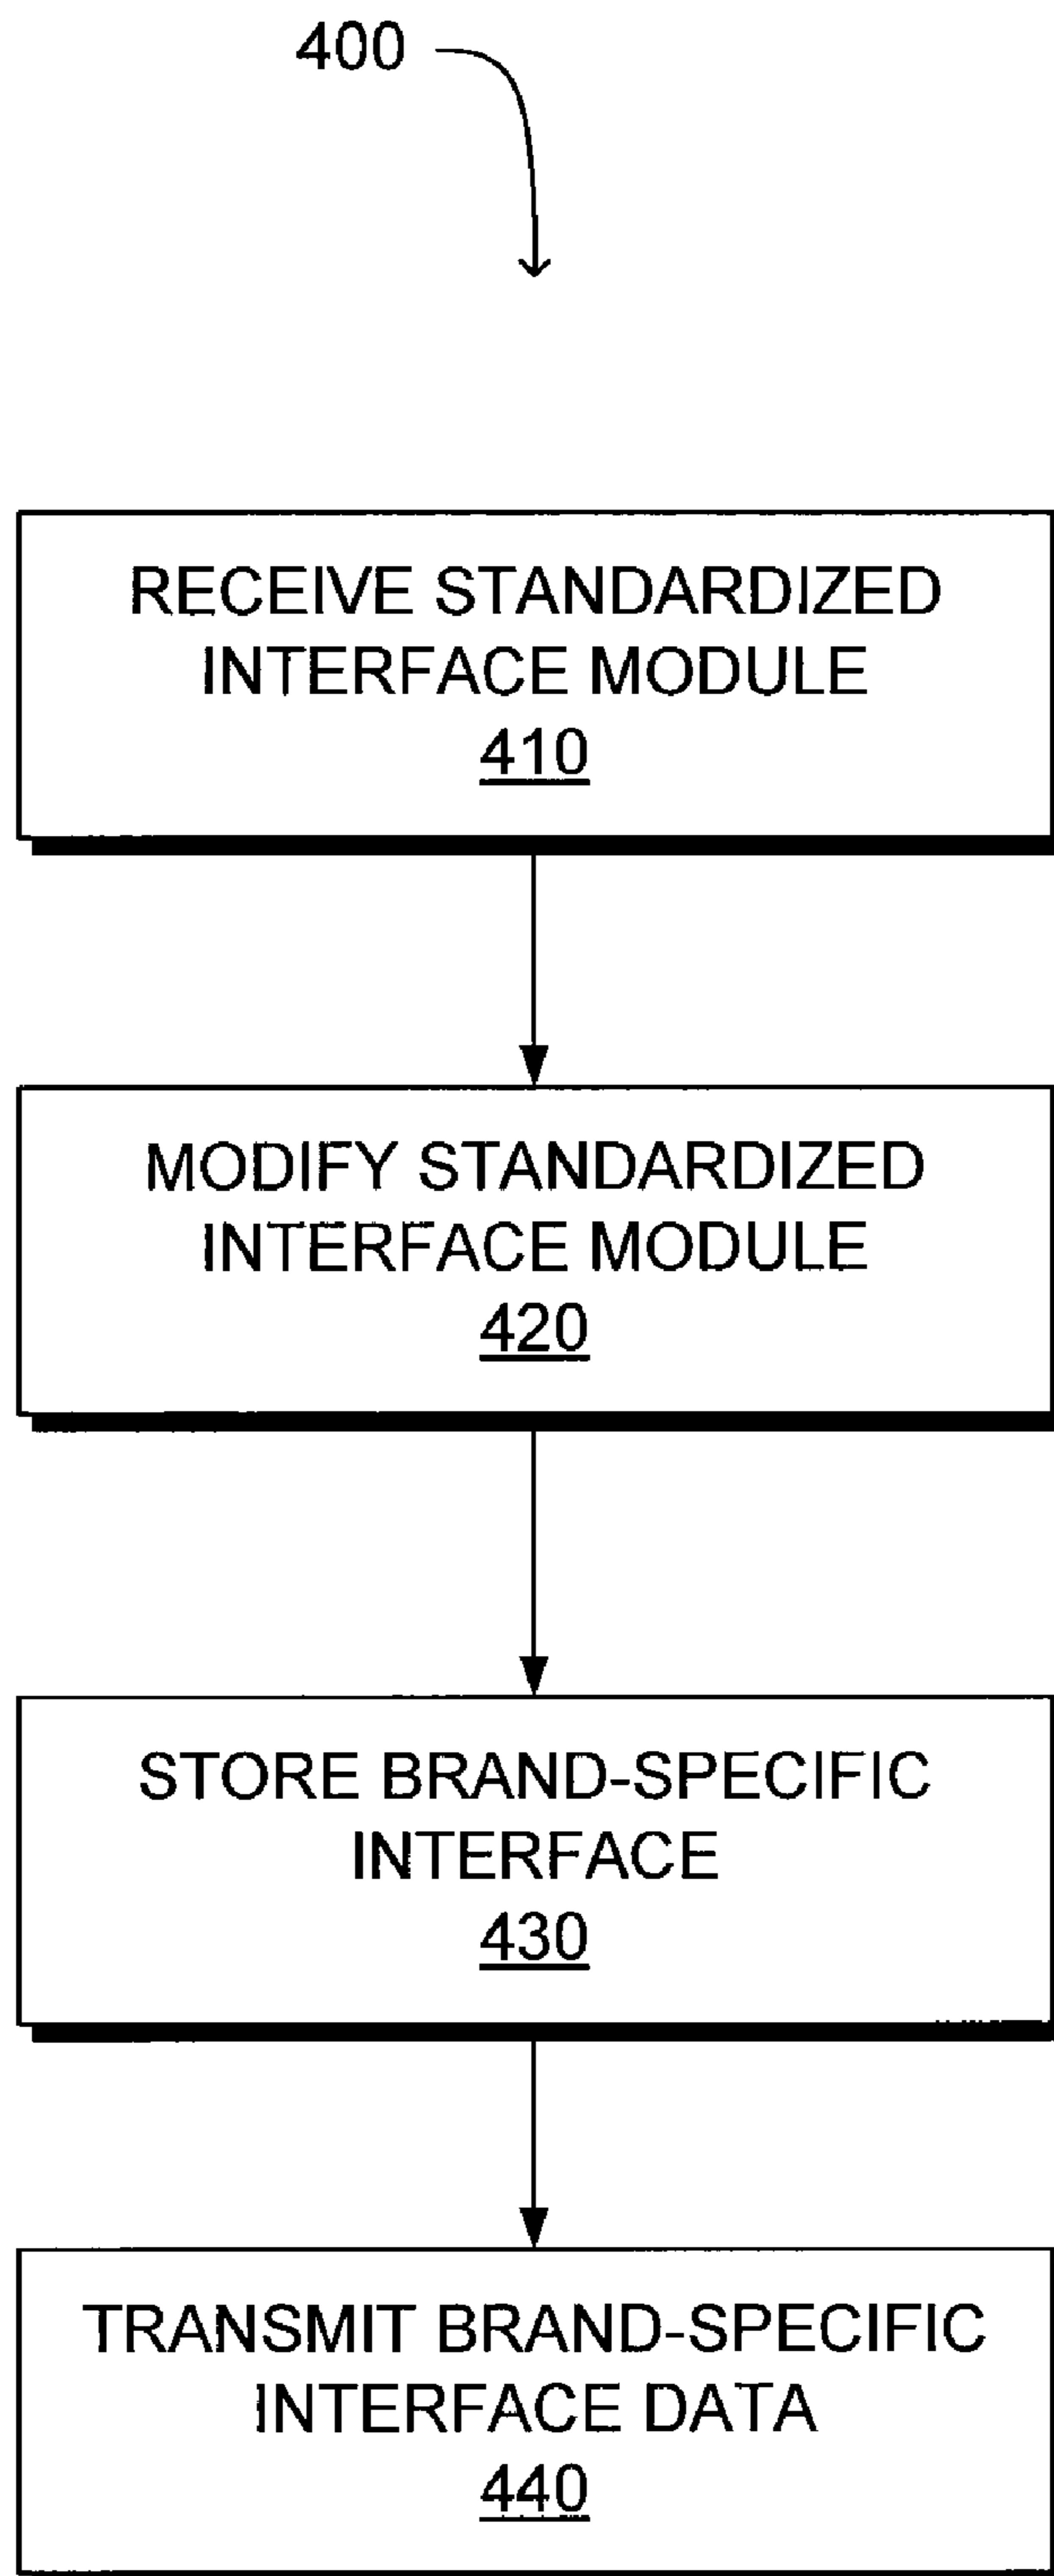 400
RECEIVE STANDARDIZED
INTERFACE MODULE
410
MODIFY STANDARDIZED
INTERFACE MODULE
420
STORE BRAND-SPECIFIC
INTERFACE
430
TRANSMIT BRAND-SPECIFIC
INTERFACE DATA
440